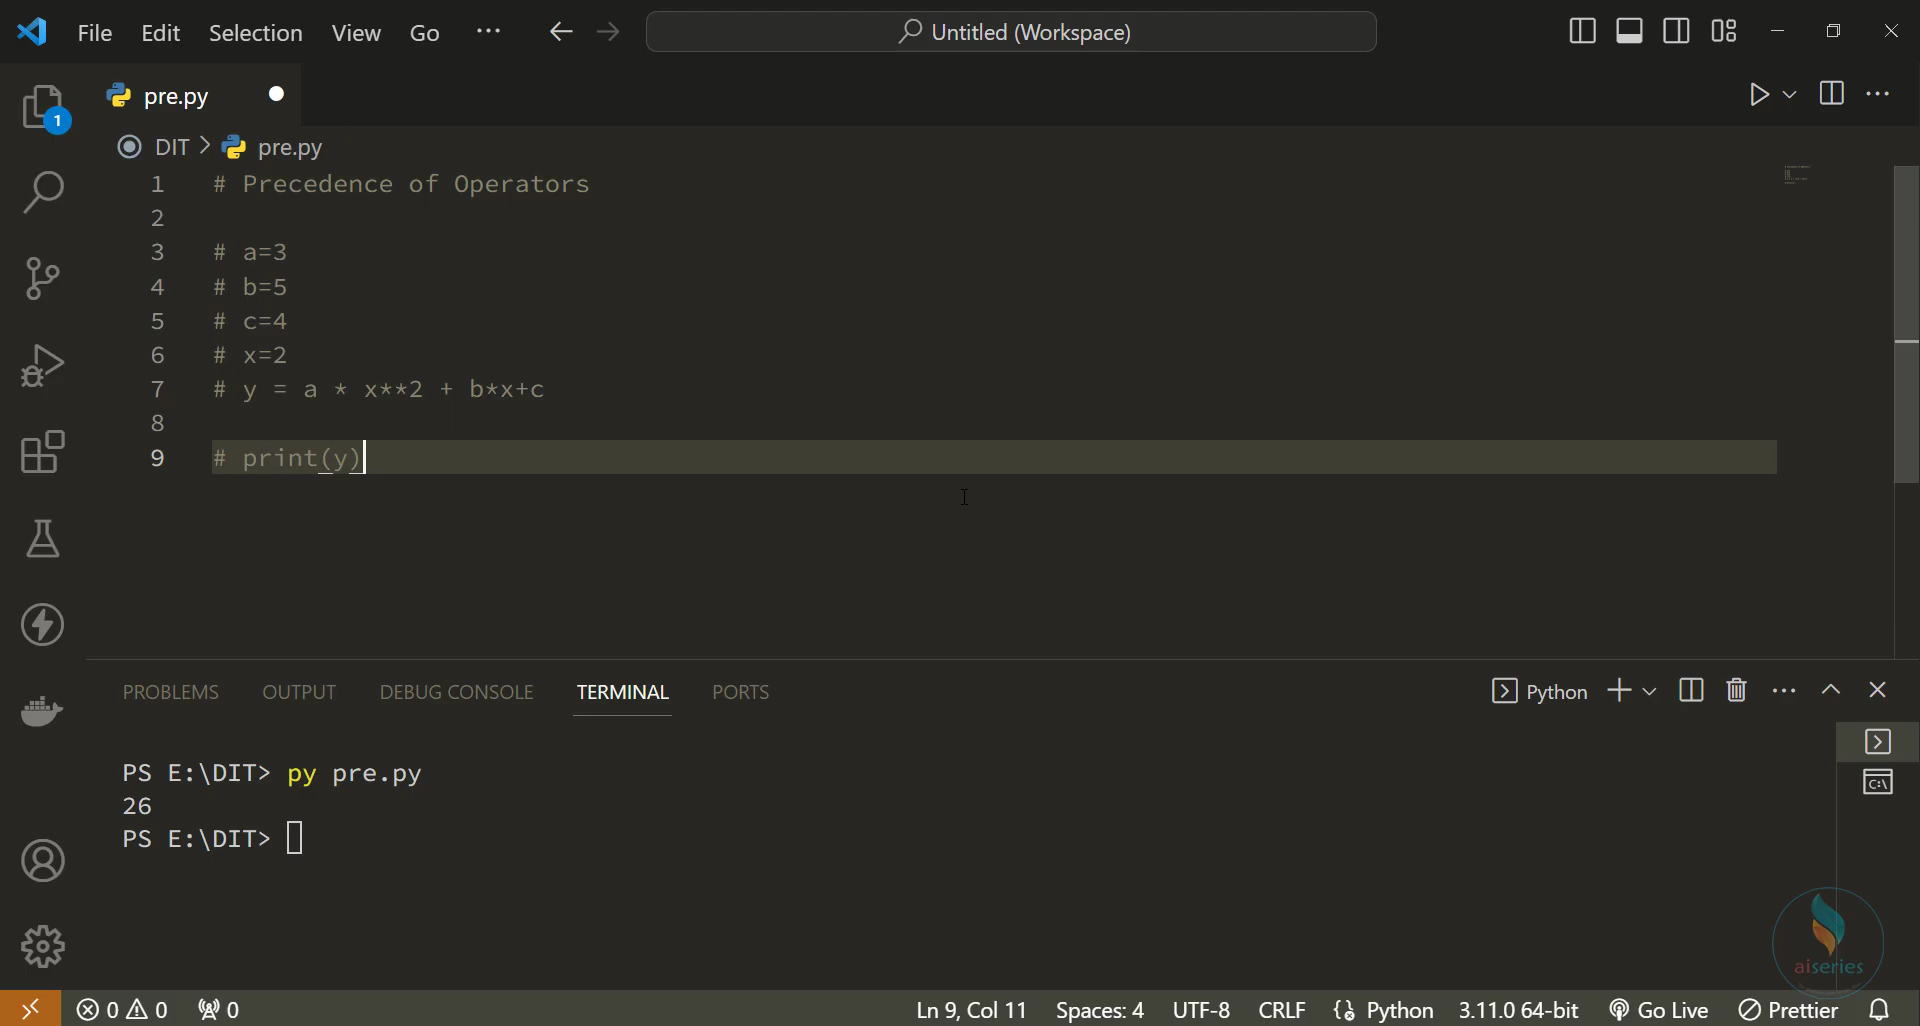 File Edit Selection View Go ··· Untitled (Workspace)
1
pre.py
DIT > pre.py
1 # Precedence of Operators
2
3 # a=3
4 # b=5
5 # c=4
6 # x=2
7 # y = a * x**2 + b*x+c
8
9 # print(y)
PROBLEMS OUTPUT DEBUG CONSOLE TERMINAL PORTS Python
PS E:\DIT> py pre.py
26
PS E:\DIT>
C:\
aiseries
0 0 0 Ln 9, Col 11 Spaces: 4 UTF-8 CRLF Python 3.11.0 64-bit Go Live Prettier